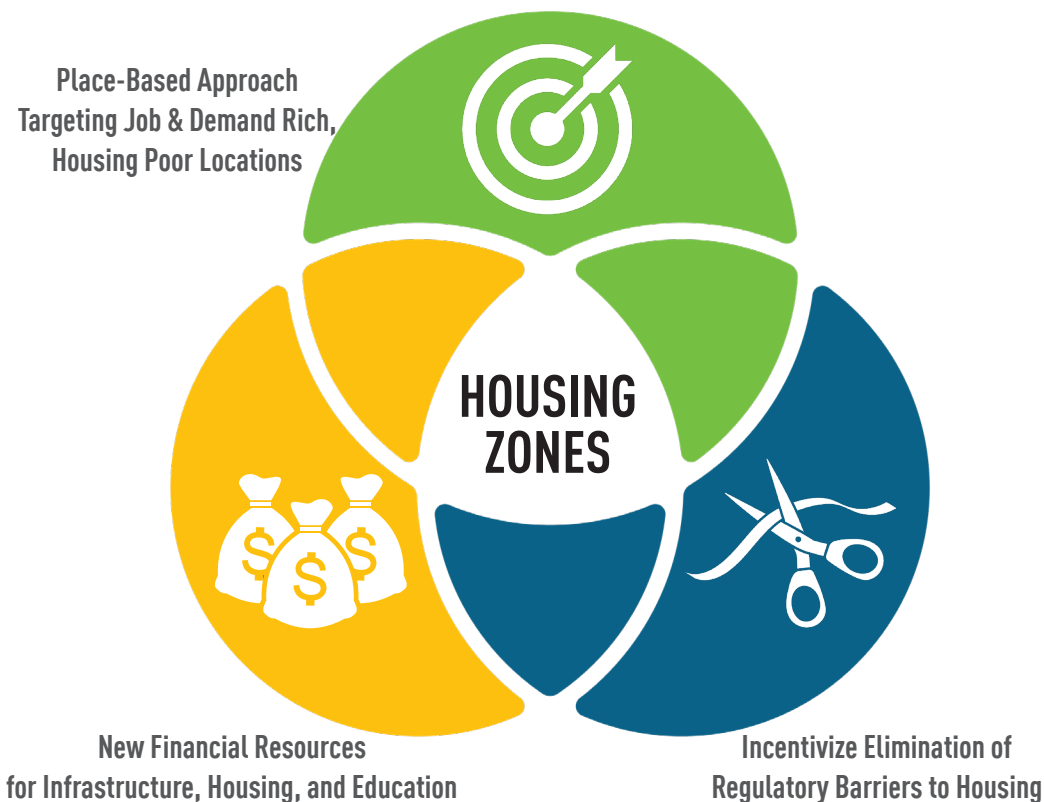 Place-Based Approach
Targeting Job & Demand Rich,
Housing Poor Locations
HOUSING
ZONES
$ $ $
New Financial Resources
for Infrastructure, Housing, and Education
Incentivize Elimination of
Regulatory Barriers to Housing